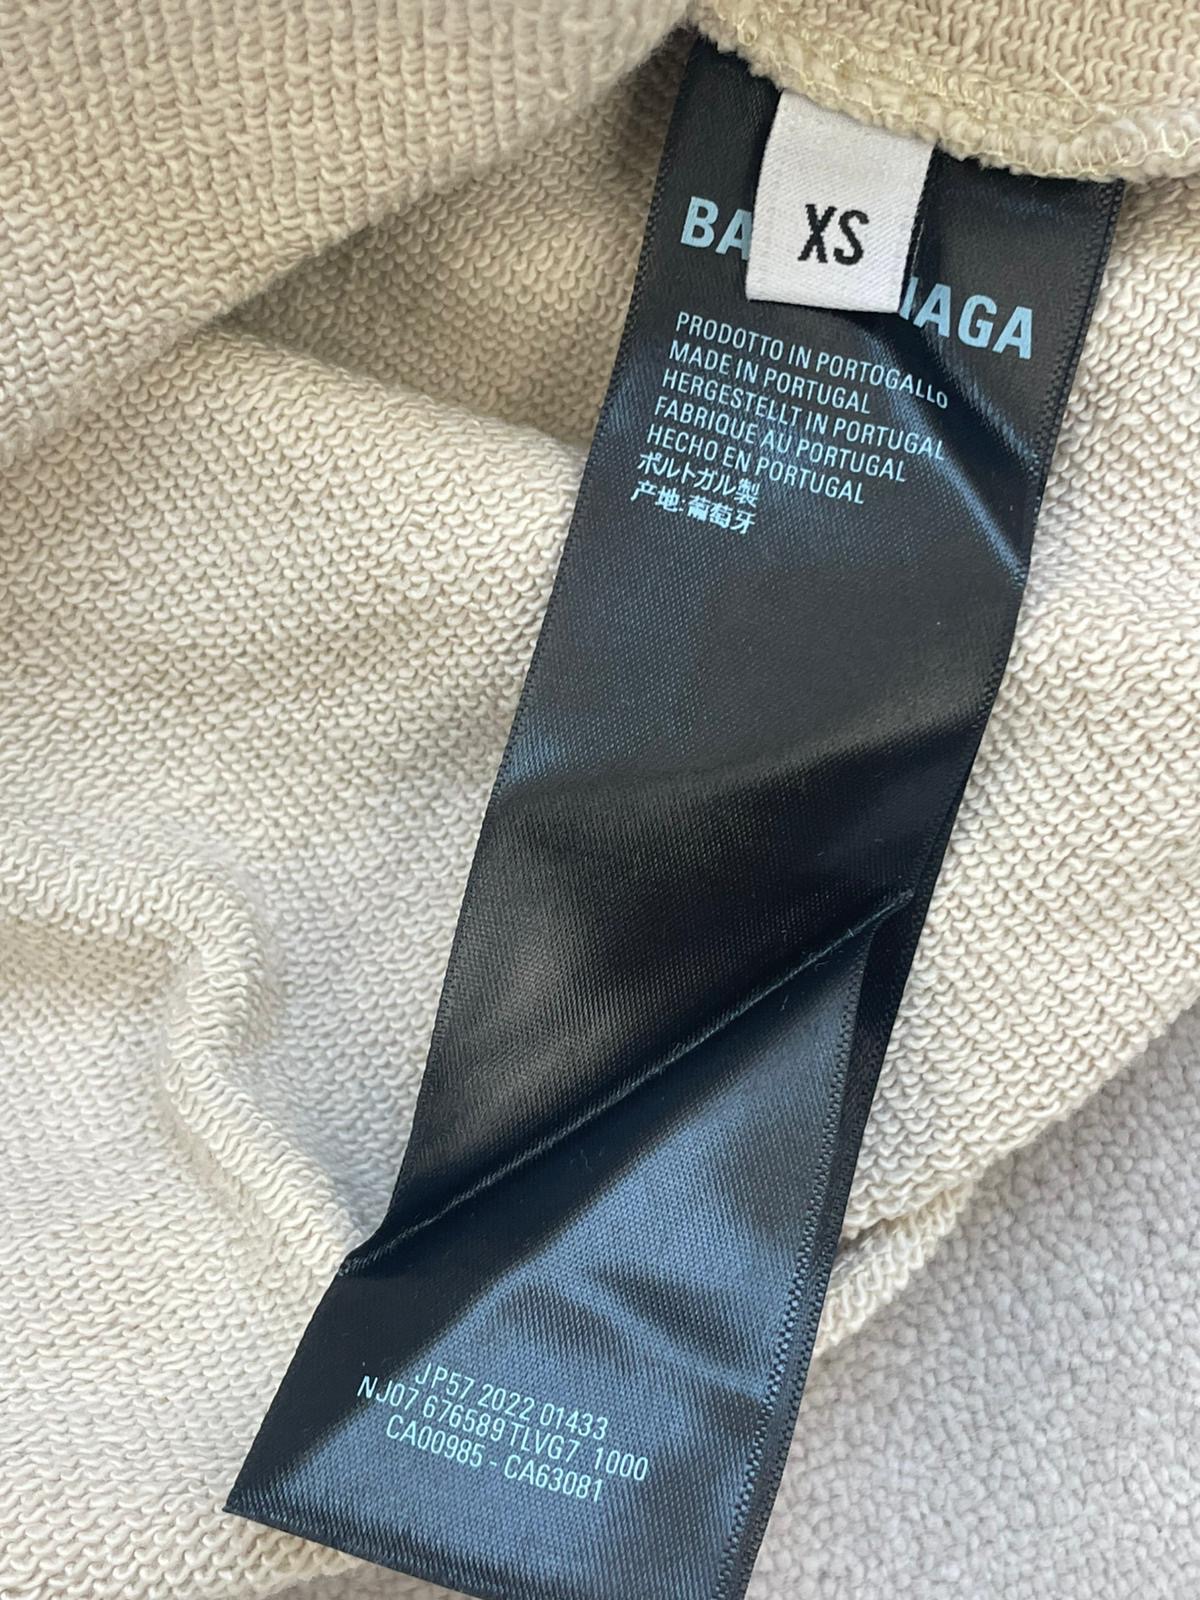 XS
BA IAGA
PRODOTTO IN PORTOGALLO
MADE IN PORTUGAL
HERGESTELLT IN PORTUGAL
FABRIQUE AU PORTUGAL
HECHO EN PORTUGAL
ポルトガル製
产地:葡萄牙
JP57 2022 01433
NJ07 676589 TLVG7 1000
CA00985 - CA63081